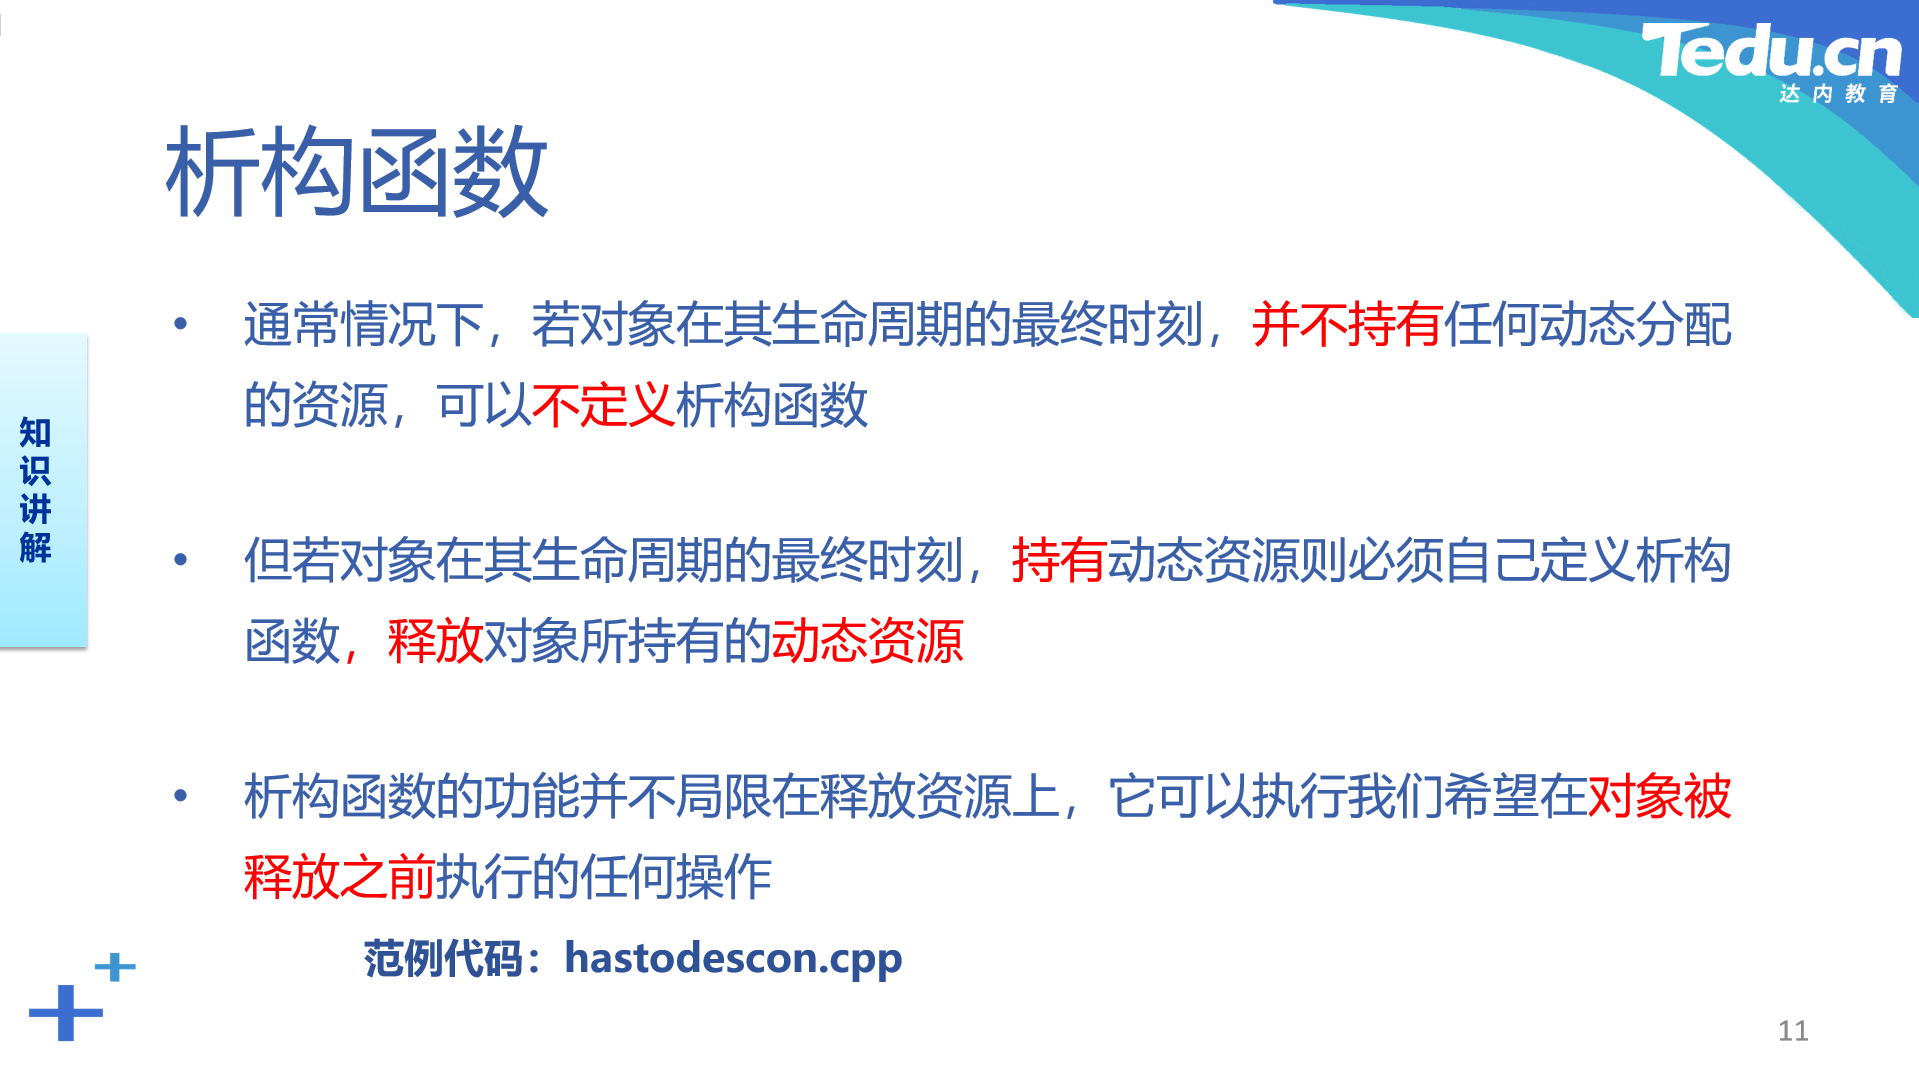 Tedu.cn
达内教育
析构函数
• 通常情况下，若对象在其生命周期的最终时刻，并不持有任何动态分配
的资源，可以不定义析构函数
• 但若对象在其生命周期的最终时刻，持有动态资源则必须自己定义析构
函数，释放对象所持有的动态资源
• 析构函数的功能并不局限在释放资源上，它可以执行我们希望在对象被
释放之前执行的任何操作
范例代码：hastodescon.cpp
知
识
讲
解
11